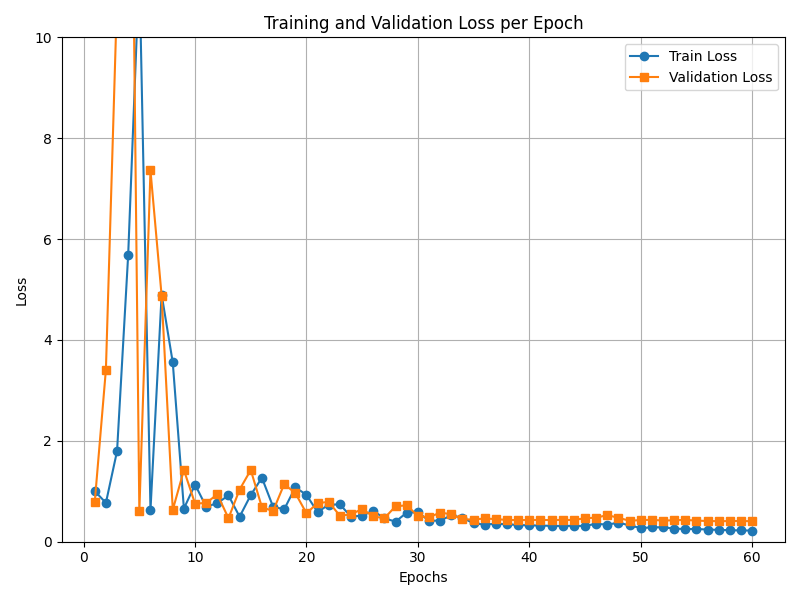 Training and Validation Loss per Epoch
Train Loss
Validation Loss
Loss
10
8
6
4
2
0
0 10 20 30 40 50 60
Epochs